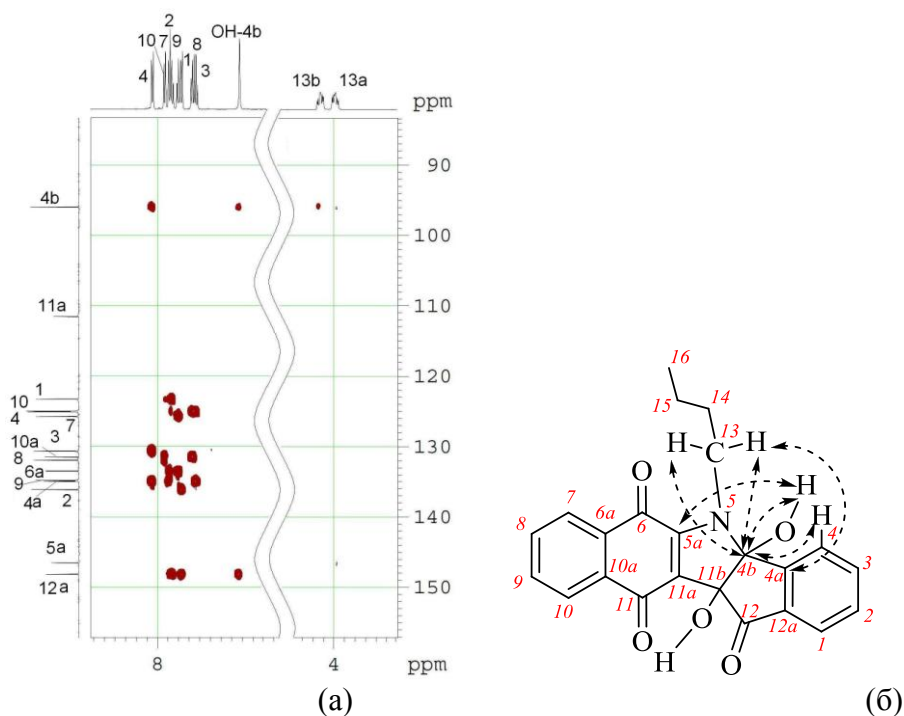 2
OH-4b
10 7 9 8
4 1 3
13b 13a
ppm
90
4b
100
11a
110
120
1
10
4 7
10a 3
130
8
6a
9
4a 2
140
5a
12a
150
8 4
ppm
(а)
16
15
14
13
H C H
O H
7 N 5 O H
6a 6 4
8 5a 3
4b 4a
11b
9 10a 11a 12 2
11 12a
10 O 1
O H O
(б)